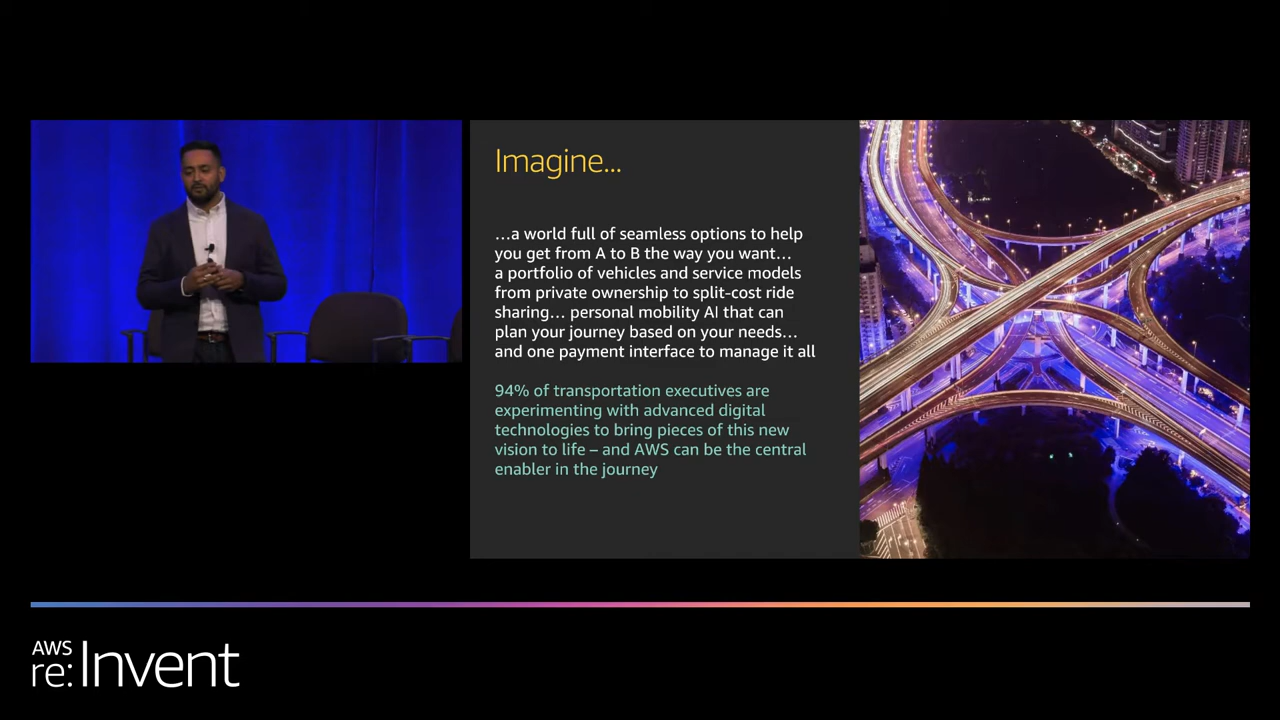 Imagine...
...a world full of seamless options to help
you get from A to B the way you want...
a portfolio of vehicles and service models
from private ownership to split-cost ride
sharing... personal mobility AI that can
plan your journey based on your needs...
and one payment interface to manage it all
94% of transportation executives are
experimenting with advanced digital
technologies to bring pieces of this new
vision to life – and AWS can be the central
enabler in the journey
AWS
re:Invent